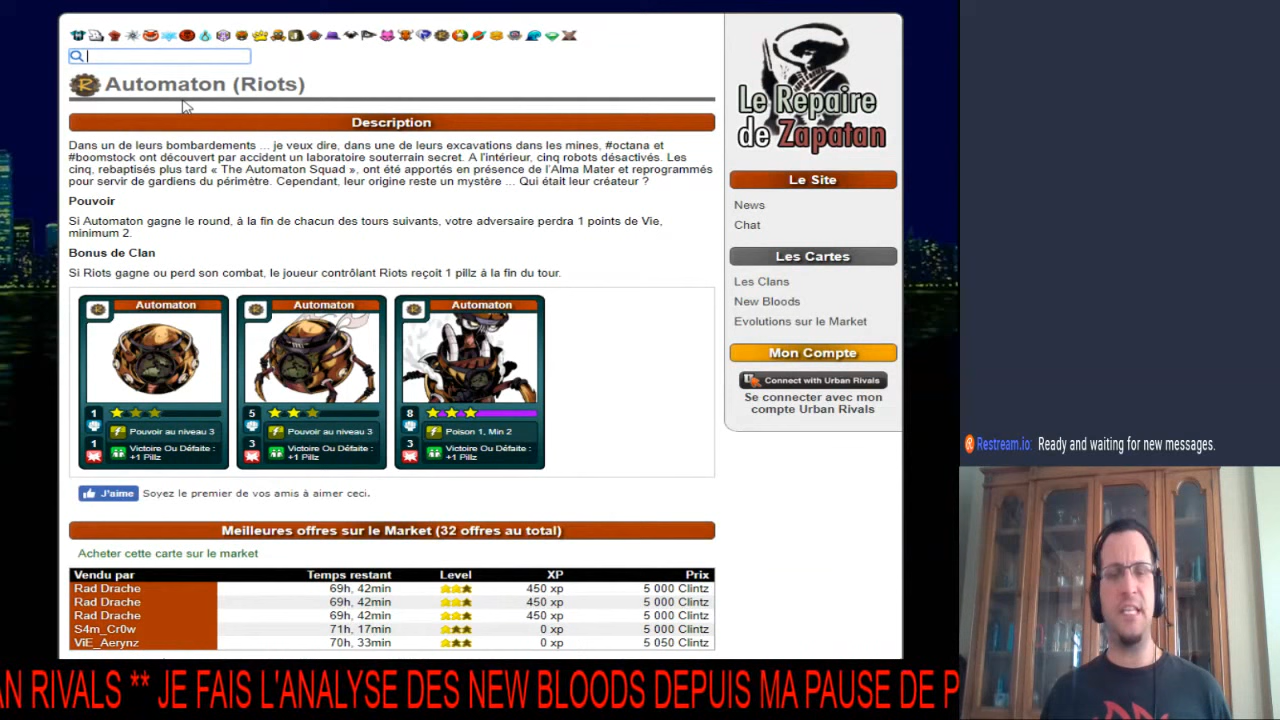 Automaton (Riots)
Description
Dans un de leurs bombardements ... je veux dire, dans une de leurs excavations dans les mines, #octana et
#boomstock ont découvert par accident un laboratoire souterrain secret. A l'intérieur, cinq robots désactivés. Les
cinq, rebaptisés plus tard « The Automaton Squad », ont été apportés en présence de l'Alma Mater et reprogrammés
pour servir de gardiens du périmètre. Cependant, leur origine reste un mystère ... Qui était leur créateur ?
Pouvoir
Si Automaton gagne le round, à la fin de chacun des tours suivants, votre adversaire perdra 1 points de Vie,
minimum 2.
Bonus de Clan
Si Riots gagne ou perd son combat, le joueur contrôlant Riots reçoit 1 pillz à la fin du tour.
Automaton
1
Pouvoir au niveau 3
1
Victoire Ou Défaite :
+1 Pillz
Automaton
5
Pouvoir au niveau 3
3
Victoire Ou Défaite :
+1 Pillz
Automaton
8
Poison 1, Min 2
3
Victoire Ou Défaite :
+1 Pillz
J'aime Soyez le premier de vos amis à aimer ceci.
Meilleures offres sur le Market (32 offres au total)
Acheter cette carte sur le market
Vendu par Temps restant Level XP Prix
Rad Drache 69h, 42min 450 xp 5 000 Clintz
Rad Drache 69h, 42min 450 xp 5 000 Clintz
Rad Drache 69h, 42min 450 xp 5 000 Clintz
S4m_Cr0w 71h, 17min 0 xp 5 000 Clintz
ViE_Aerynz 70h, 33min 0 xp 5 050 Clintz
Le Repaire
de Zapatan
Le Site
News
Chat
Les Cartes
Les Clans
New Bloods
Evolutions sur le Market
Mon Compte
Connect with Urban Rivals
Se connecter avec mon
compte Urban Rivals
Restream.io: Ready and waiting for new messages.
AN RIVALS ** JE FAIS L'ANALYSE DES NEW BLOODS DEPUIS MA PAUSE DE P